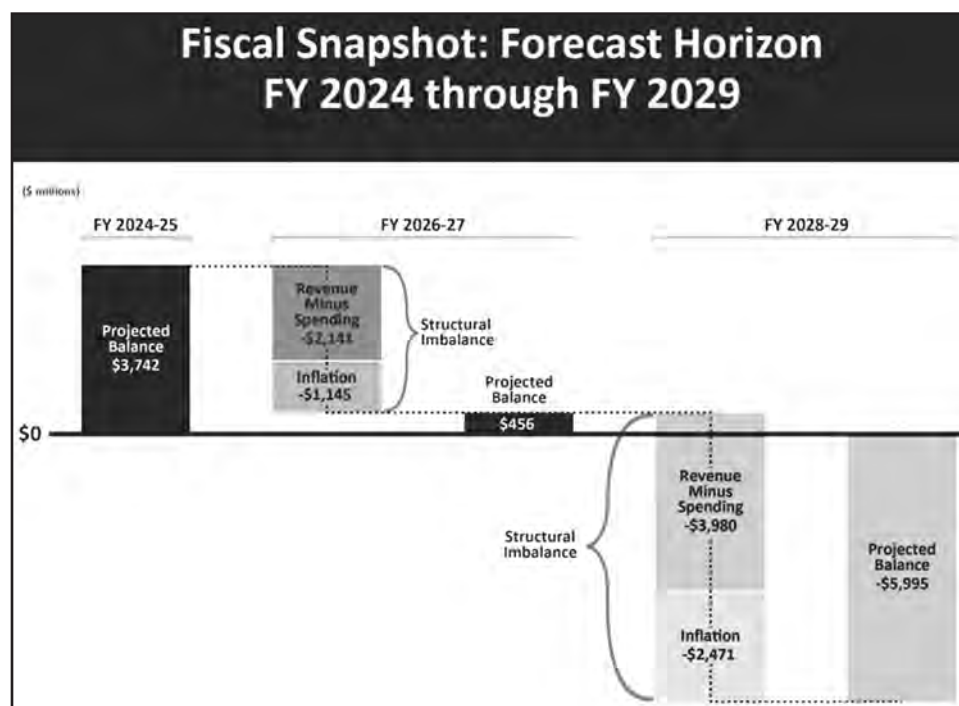 Fiscal Snapshot: Forecast Horizon
FY 2024 through FY 2029
($ millions)
FY 2024-25
FY 2026-27
FY 2028-29
Projected
Balance
$3,742
Revenue
Minus
Spending
-$2,141
Inflation
-$1,145
Structural
Imbalance
Projected
Balance
$456
$0
Structural
Imbalance
Revenue
Minus
Spending
-$3,980
Inflation
-$2,471
Projected
Balance
-$5,995